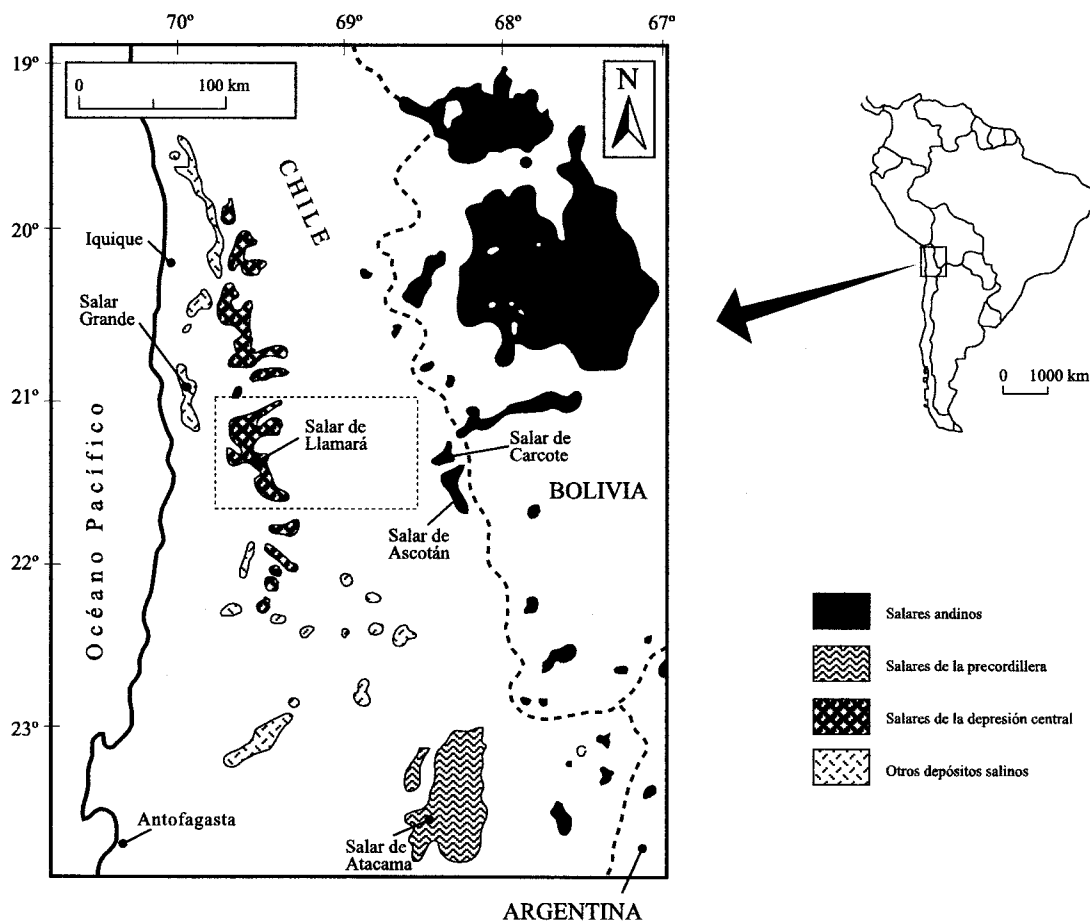 70º 69º 68º 67º
19º
0 100 km
N
CHILE
20º
Iquique
Salar
Grande
21º
Salar de
Llamará
Salar de
Carcote
BOLIVIA
Salar de
Ascotán
Océano Pacífico
22º
23º
Antofagasta
Salar de
Atacama
ARGENTINA
0 1000 km
Salares andinos
Salares de la precordillera
Salares de la depresión central
Otros depósitos salinos